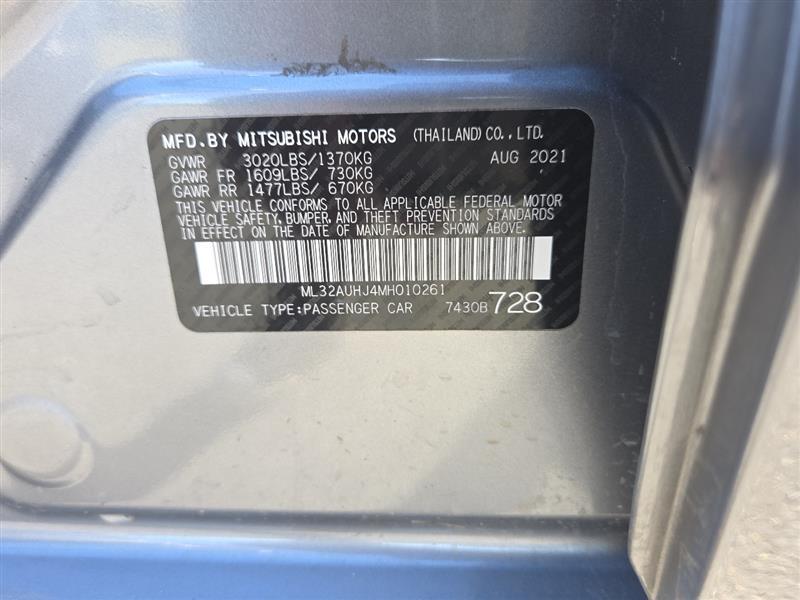 MFD.BY MITSUBISHI MOTORS (THAILAND)CO.,LTD.
GVWR 3020LBS/1370KG AUG 2021
GAWR FR 1609LBS/ 730KG
GAWR RR 1477LBS/ 670KG
THIS VEHICLE CONFORMS TO ALL APPLICABLE FEDERAL MOTOR
VEHICLE SAFETY, BUMPER, AND THEFT PREVENTION STANDARDS
IN EFFECT ON THE DATE OF MANUFACTURE SHOWN ABOVE.
ML32AUHJ4MH010261
VEHICLE TYPE:PASSENGER CAR 7430B 728